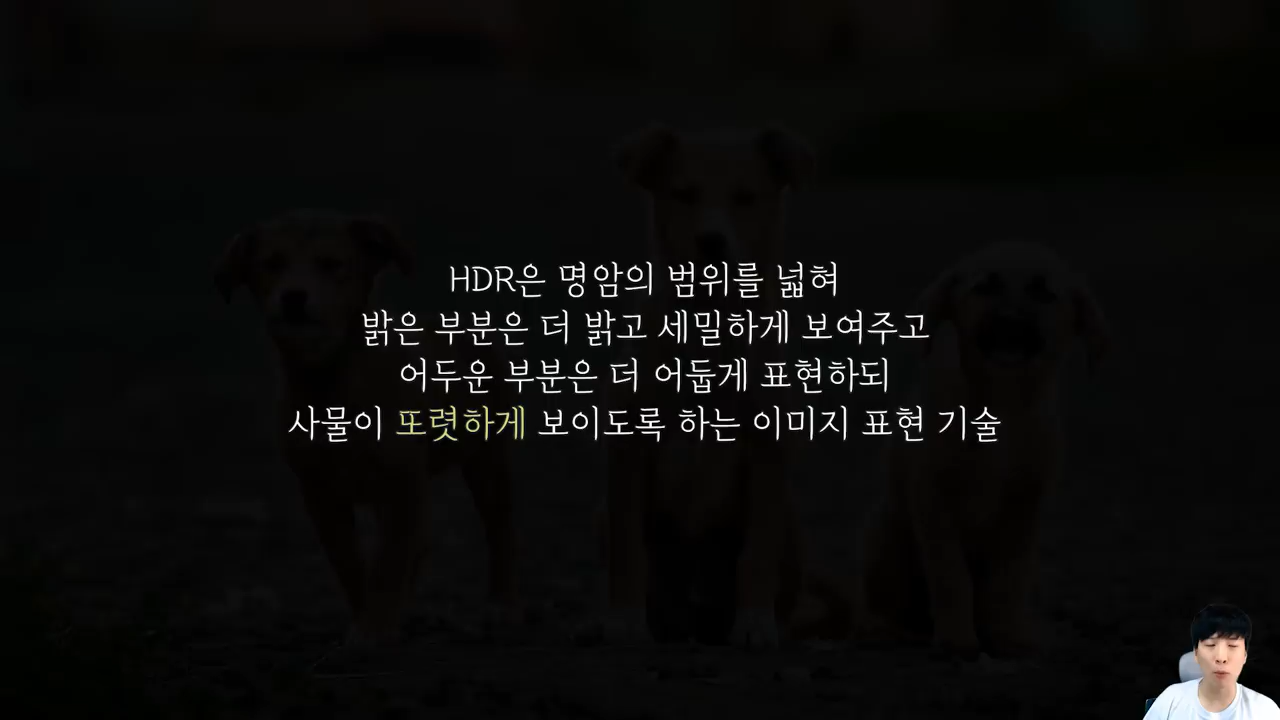 HDR은 명암의 범위를 넓혀
밝은 부분은 더 밝고 세밀하게 보여주고
어두운 부분은 더 어둡게 표현하되
사물이 또렷하게 보이도록 하는 이미지 표현 기술